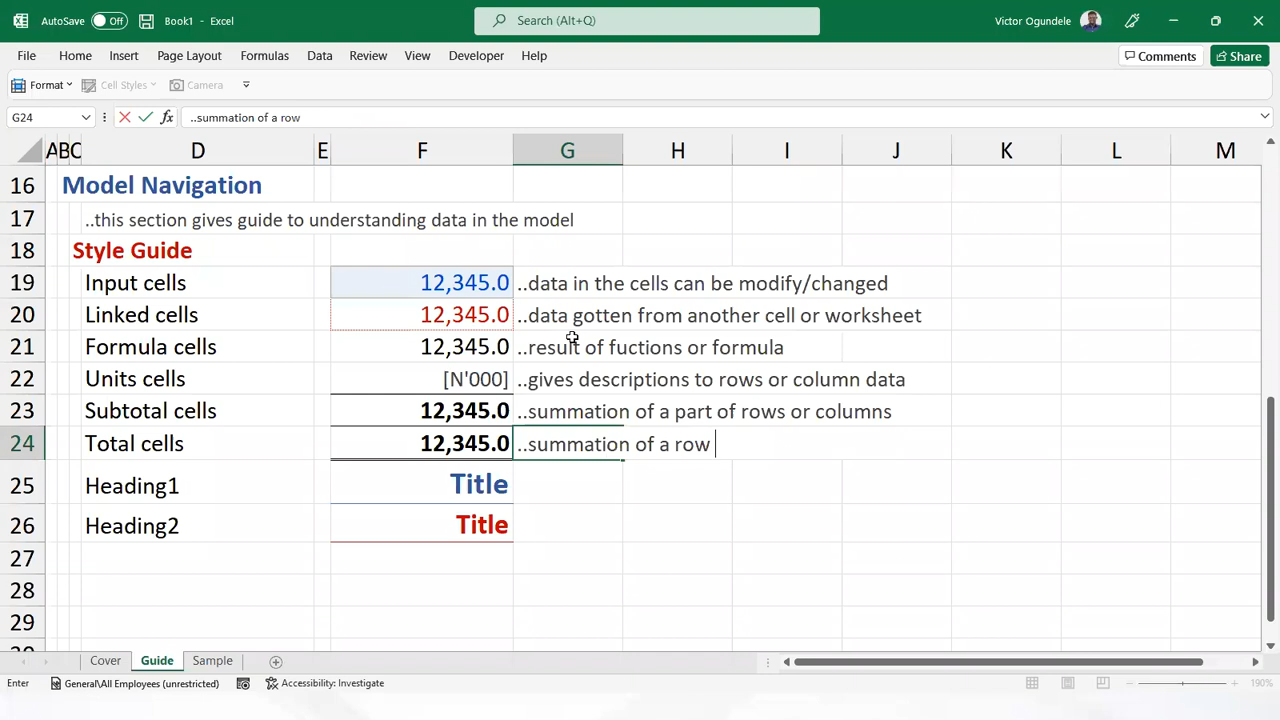 AutoSave Off Book1 - Excel Search (Alt+Q) Victor Ogundele
File Home Insert Page Layout Formulas Data Review View Developer Help Comments Share
Format Cell Styles Camera
G24 fx ..summation of a row
A B C D E F G H I J K L M
16 Model Navigation
17 ..this section gives guide to understanding data in the model
18 Style Guide
19 Input cells 12,345.0 ..data in the cells can be modify/changed
20 Linked cells 12,345.0 ..data gotten from another cell or worksheet
21 Formula cells 12,345.0 ..result of fuctions or formula
22 Units cells [N'000] ..gives descriptions to rows or column data
23 Subtotal cells 12,345.0 ..summation of a part of rows or columns
24 Total cells 12,345.0 ..summation of a row
25 Heading1 Title
26 Heading2 Title
27
28
29
Cover Guide Sample
Enter General\All Employees (unrestricted) Accessibility: Investigate 190%